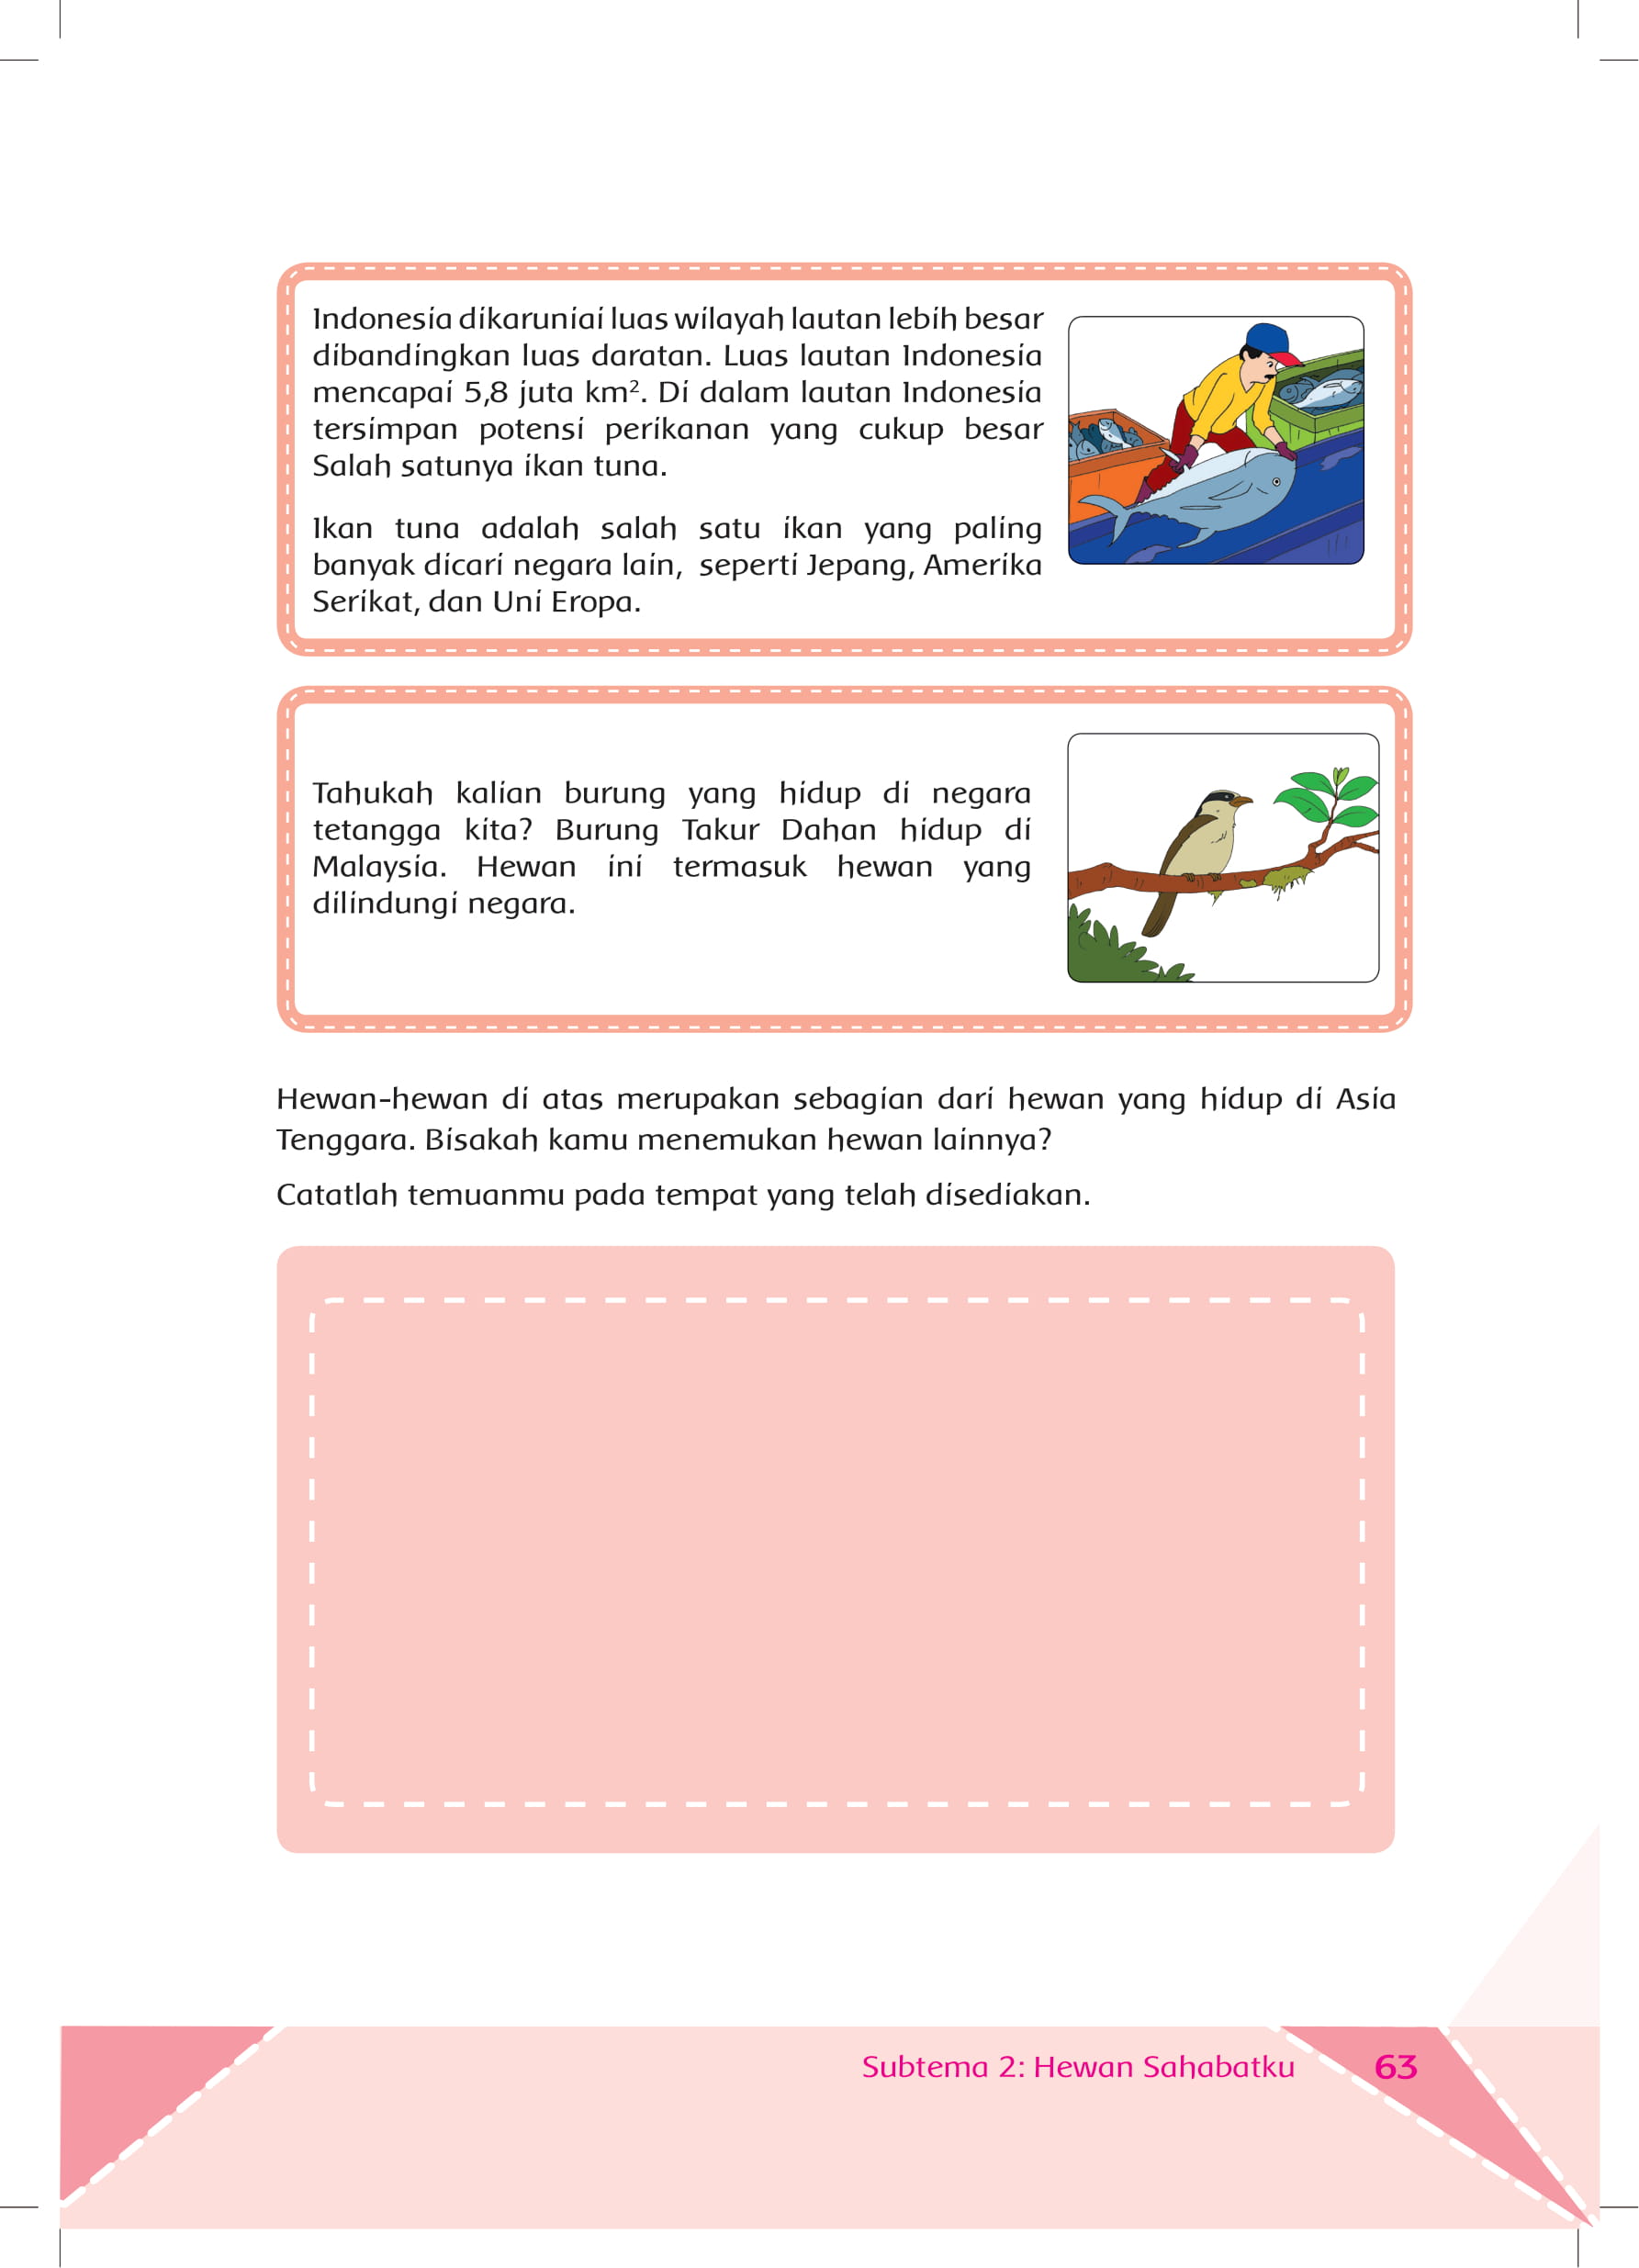 Indonesia dikaruniai luas wilayah lautan lebih besar
dibandingkan luas daratan. Luas lautan Indonesia
mencapai 5,8 juta km². Di dalam lautan Indonesia
tersimpan potensi perikanan yang cukup besar
Salah satunya ikan tuna.
Ikan tuna adalah salah satu ikan yang paling
banyak dicari negara lain, seperti Jepang, Amerika
Serikat, dan Uni Eropa.
Tahukah kalian burung yang hidup di negara
tetangga kita? Burung Takur Dahan hidup di
Malaysia. Hewan ini termasuk hewan yang
dilindungi negara.
Hewan-hewan di atas merupakan sebagian dari hewan yang hidup di Asia
Tenggara. Bisakah kamu menemukan hewan lainnya?
Catatlah temuanmu pada tempat yang telah disediakan.
Subtema 2: Hewan Sahabatku 63